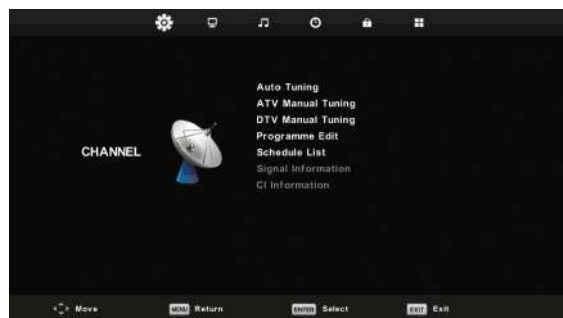 CHANNEL
Auto Tuning
ATV Manual Tuning
DTV Manual Tuning
Programme Edit
Schedule List
Signal Information
CI Information
Move MENU Return ENTER Select EXIT Exit